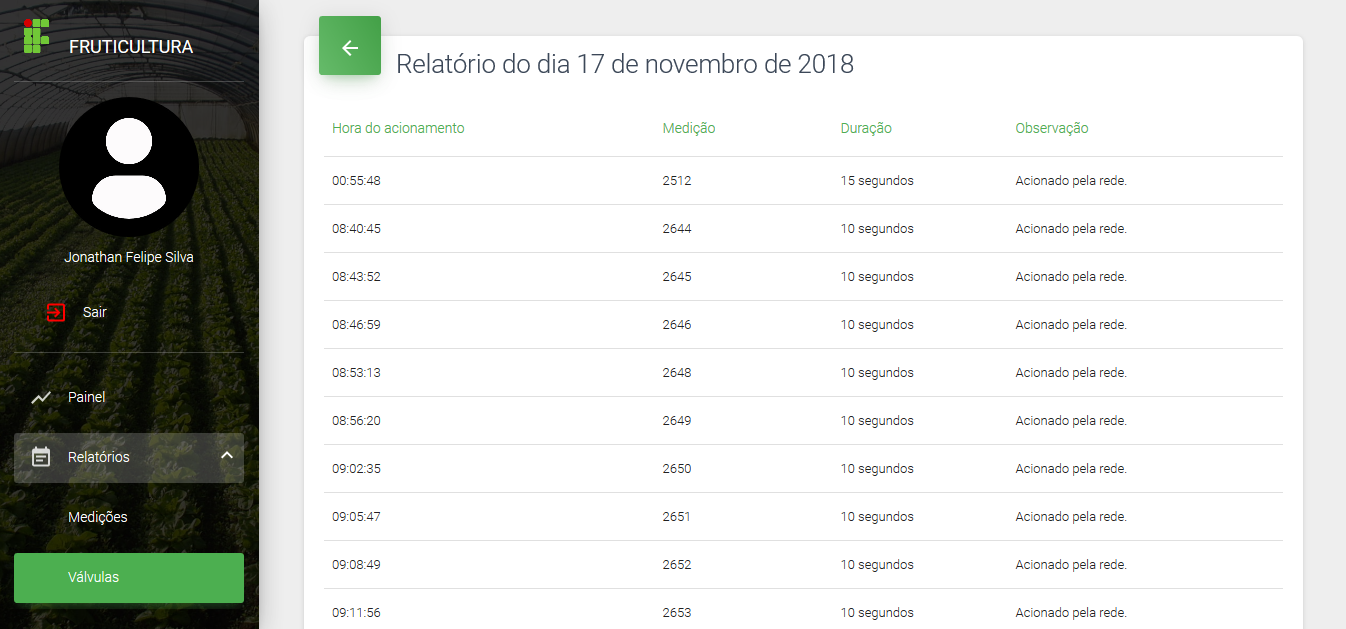 FRUTICULTURA
Jonathan Felipe Silva
Sair
Painel
Relatórios
Medições
Válvulas
Relatório do dia 17 de novembro de 2018
Hora do acionamento Medição Duração Observação
00:55:48 2512 15 segundos Acionado pela rede.
08:40:45 2644 10 segundos Acionado pela rede.
08:43:52 2645 10 segundos Acionado pela rede.
08:46:59 2646 10 segundos Acionado pela rede.
08:53:13 2648 10 segundos Acionado pela rede.
08:56:20 2649 10 segundos Acionado pela rede.
09:02:35 2650 10 segundos Acionado pela rede.
09:05:47 2651 10 segundos Acionado pela rede.
09:08:49 2652 10 segundos Acionado pela rede.
09:11:56 2653 10 segundos Acionado pela rede.